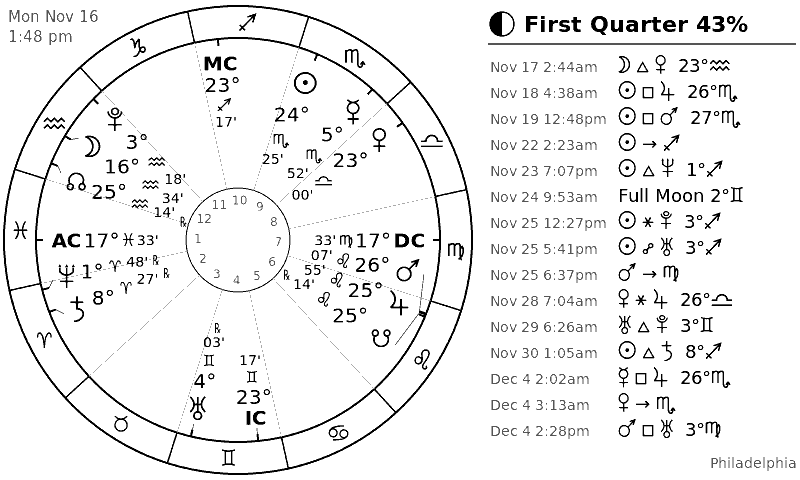 Mon Nov 16
1:48 pm
First Quarter 43%
Nov 17 2:44am ☽ △ ♀ 23°♒
Nov 18 4:38am ☉ □ ♃ 26°♏
Nov 19 12:48pm ☉ □ ♂ 27°♏
Nov 22 2:23am ☉ → ♐
Nov 23 7:07pm ☉ △ ♆ 1°♐
Nov 24 9:53am Full Moon 2°♊
Nov 25 12:27pm ☉ ⚹ ⯓ 3°♐
Nov 25 5:41pm ☉ ☍ ♅ 3°♐
Nov 25 6:37pm ♂ → ♍
Nov 28 7:04am ♀ ⚹ ♃ 26°♎
Nov 29 6:26am ♅ △ ⯓ 3°♊
Nov 30 1:05am ☉ △ ♄ 8°♐
Dec 4 2:02am ☿ □ ♃ 26°♏
Dec 4 3:13am ♀ → ♏
Dec 4 2:28pm ♂ □ ♅ 3°♍
Philadelphia
♑ ♐ ♏ ♎ ♍ ♌ ♋ ♊ ♉ ♈ ♓ ♒
MC 23° ♐ 17'
☉ 24° ♏ 25'
☿ 5° ♏ 52'
♀ 23° ♎ 00'
⯓ 3° ♒ 18' ℞
☽ 16° ♒ 34'
☊ 25° ♒ 14' ℞
AC 17° ♓ 33'
♆ 1° ♈ 48' ℞
♄ 8° ♈ 27' ℞
♅ 4° ♊ 03' ℞
IC 23° ♊ 17'
33' ♍ 17° DC
07' ♌ 26° ♂
55' ♌ 25° ♃
℞ 14' ♌ 25° ☋
1 2 3 4 5 6 7 8 9 10 11 12